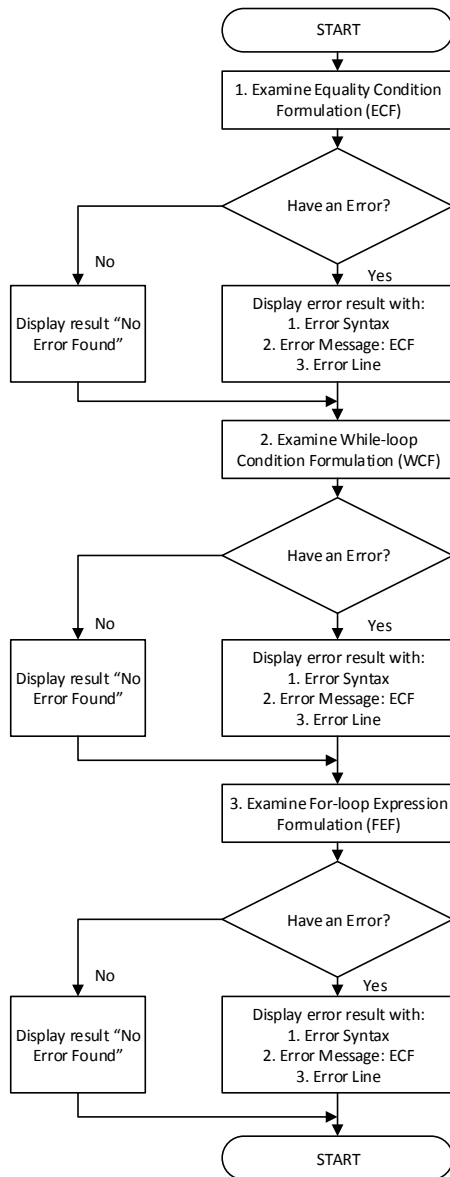 START
1. Examine Equality Condition
Formulation (ECF)
Have an Error?
No
Yes
Display result “No
Error Found”
Display error result with:
1. Error Syntax
2. Error Message: ECF
3. Error Line
2. Examine While-loop
Condition Formulation (WCF)
Have an Error?
No
Yes
Display result “No
Error Found”
Display error result with:
1. Error Syntax
2. Error Message: ECF
3. Error Line
3. Examine For-loop Expression
Formulation (FEF)
Have an Error?
No
Yes
Display result “No
Error Found”
Display error result with:
1. Error Syntax
2. Error Message: ECF
3. Error Line
START